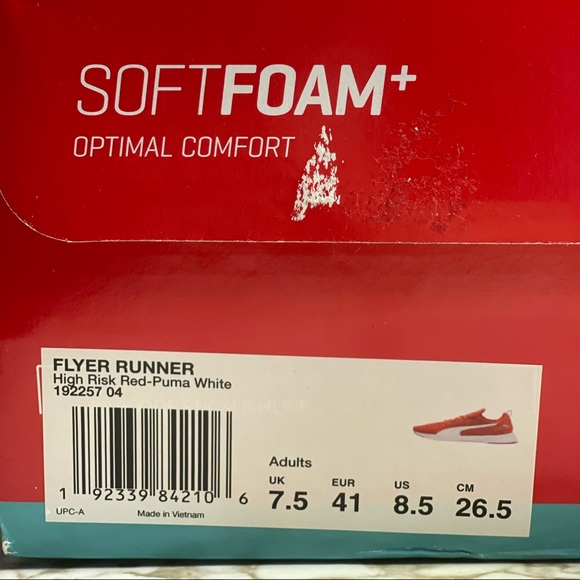 SOFTFOAM+
OPTIMAL COMFORT
FLYER RUNNER
High Risk Red-Puma White
192257 04
1 92339 84210 6
UPC-A
Made in Vietnam
Adults
UK EUR US CM
7.5 41 8.5 26.5